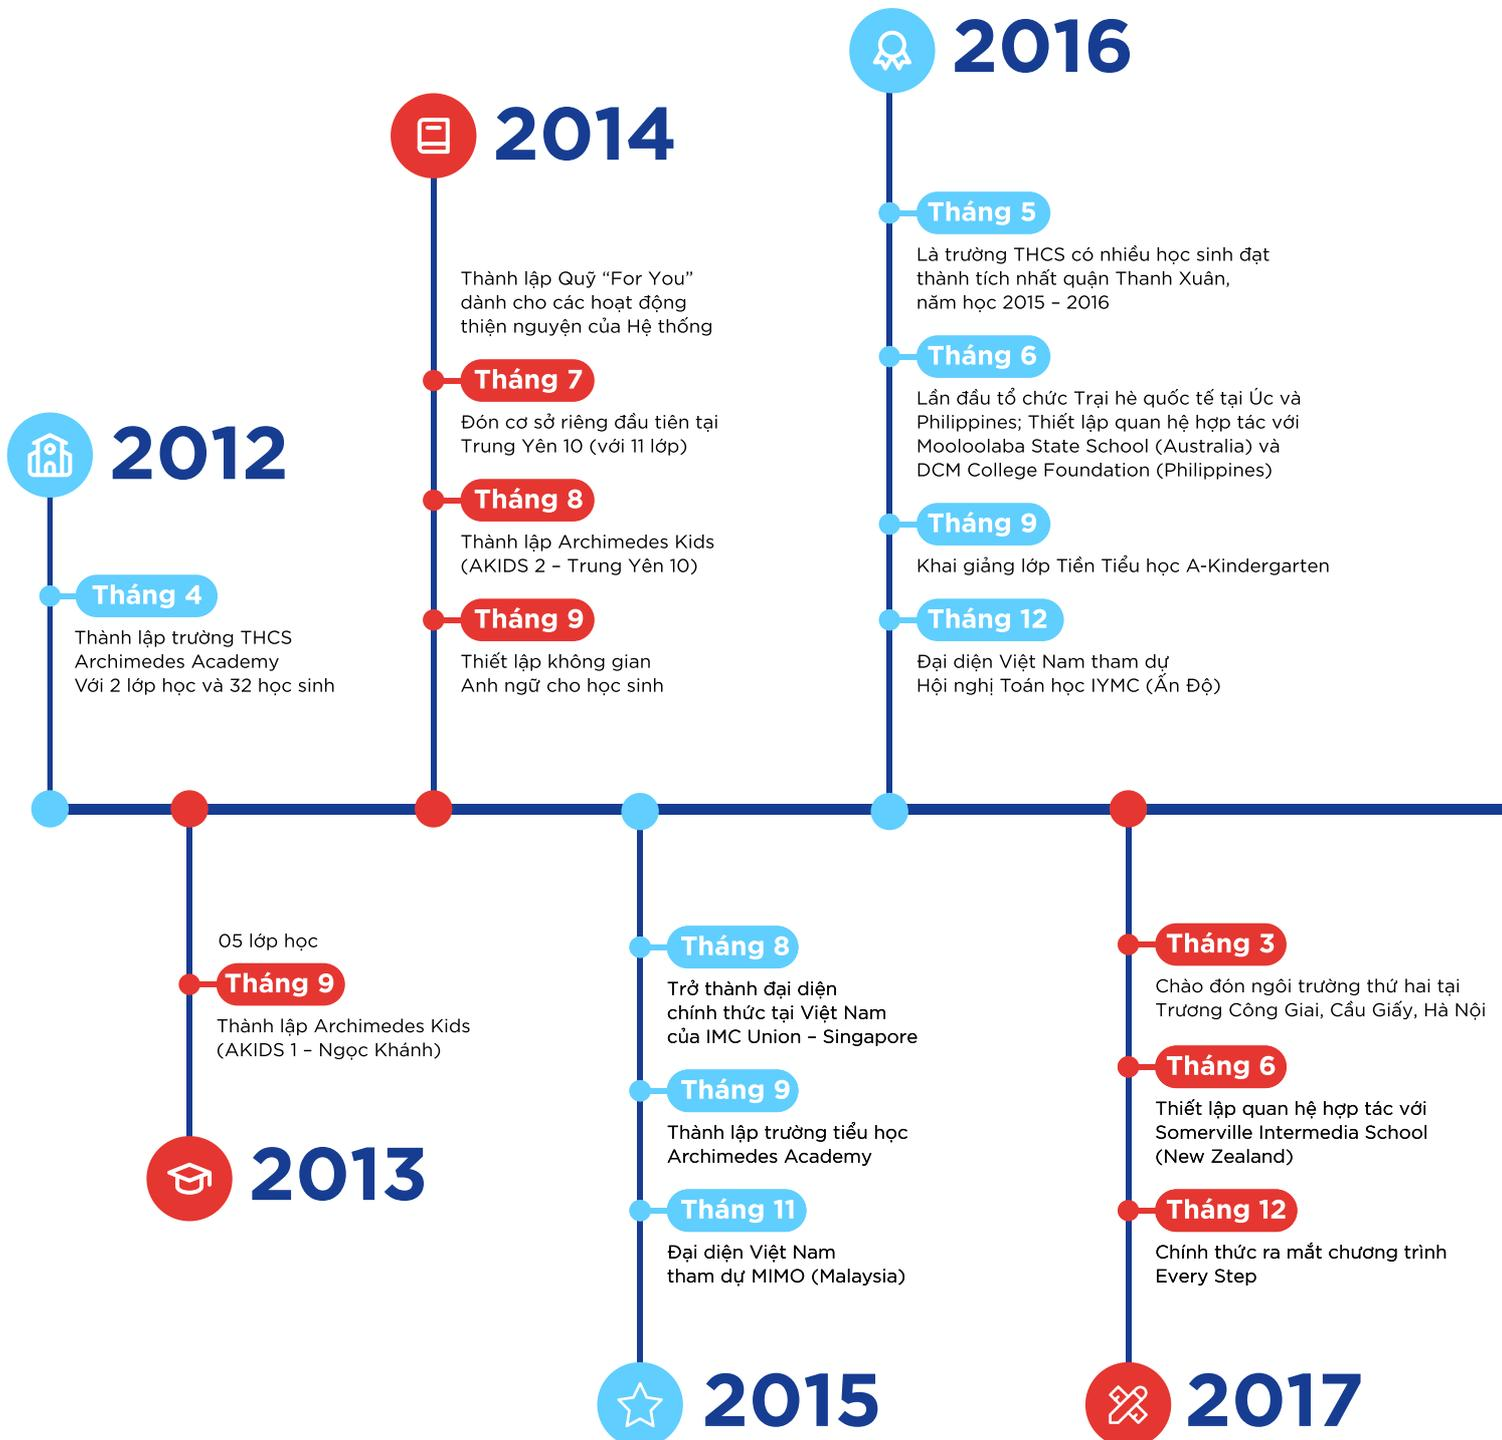 2012
Tháng 4
Thành lập trường THCS
Archimedes Academy
Với 2 lớp học và 32 học sinh
2013
05 lớp học
Tháng 9
Thành lập Archimedes Kids
(AKIDS 1 – Ngọc Khánh)
2014
Thành lập Quỹ “For You”
dành cho các hoạt động
thiện nguyện của Hệ thống
Tháng 7
Đón cơ sở riêng đầu tiên tại
Trung Yên 10 (với 11 lớp)
Tháng 8
Thành lập Archimedes Kids
(AKIDS 2 – Trung Yên 10)
Tháng 9
Thiết lập không gian
Anh ngữ cho học sinh
2015
Tháng 8
Trở thành đại diện
chính thức tại Việt Nam
của IMC Union – Singapore
Tháng 9
Thành lập trường tiểu học
Archimedes Academy
Tháng 11
Đại diện Việt Nam
tham dự MIMO (Malaysia)
2016
Tháng 5
Là trường THCS có nhiều học sinh đạt
thành tích nhất quận Thanh Xuân,
năm học 2015 – 2016
Tháng 6
Lần đầu tổ chức Trại hè quốc tế tại Úc và
Philippines; Thiết lập quan hệ hợp tác với
Mooloolaba State School (Australia) và
DCM College Foundation (Philippines)
Tháng 9
Khai giảng lớp Tiền Tiểu học A-Kindergarten
Tháng 12
Đại diện Việt Nam tham dự
Hội nghị Toán học IYMC (Ấn Độ)
2017
Tháng 3
Chào đón ngôi trường thứ hai tại
Trương Công Giai, Cầu Giấy, Hà Nội
Tháng 6
Thiết lập quan hệ hợp tác với
Somerville Intermedia School
(New Zealand)
Tháng 12
Chính thức ra mắt chương trình
Every Step